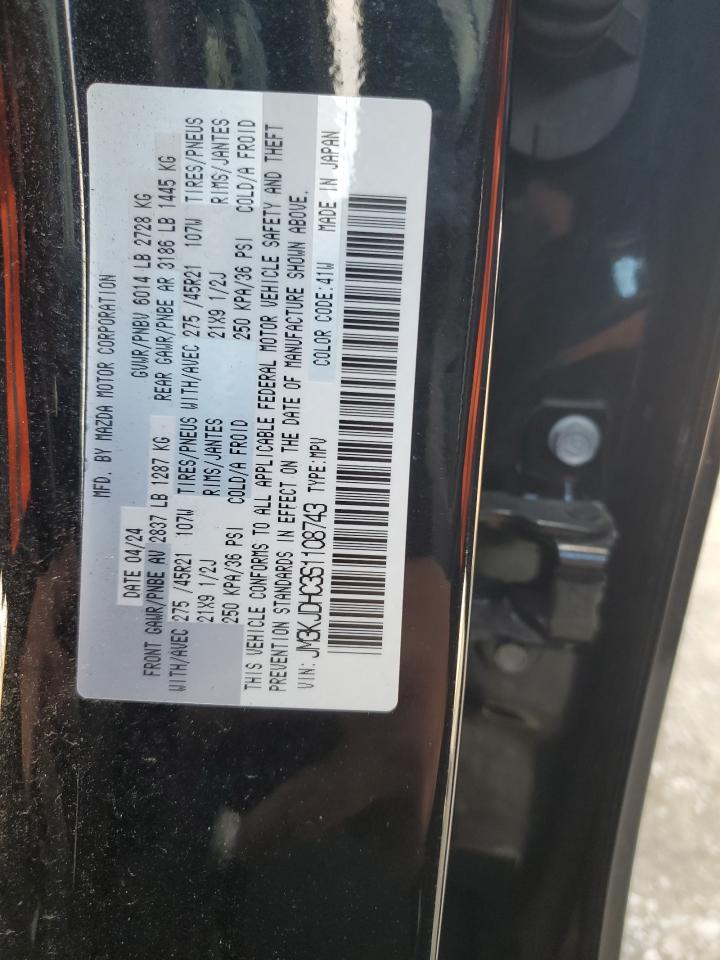 MFD. BY MAZDA MOTOR CORPORATION
DATE 04/24 GVWR/PNBV 6014 LB 2728 KG
FRONT GAWR/PNBE AV 2837 LB 1287 KG REAR GAWR/PNBE AR 3186 LB 1445 KG
WITH/AVEC 275 /45R21 107W TIRES/PNEUS WITH/AVEC 275 /45R21 107W TIRES/PNEUS
21X9 1/2J RIMS/JANTES 21X9 1/2J RIMS/JANTES
250 KPA/36 PSI COLD/A FROID 250 KPA/36 PSI COLD/A FROID
THIS VEHICLE CONFORMS TO ALL APPLICABLE FEDERAL MOTOR VEHICLE SAFETY AND THEFT
PREVENTION STANDARDS IN EFFECT ON THE DATE OF MANUFACTURE SHOWN ABOVE.
VIN: JM3KJDHC3S1108743 TYPE: MPV COLOR CODE:41W MADE IN JAPAN